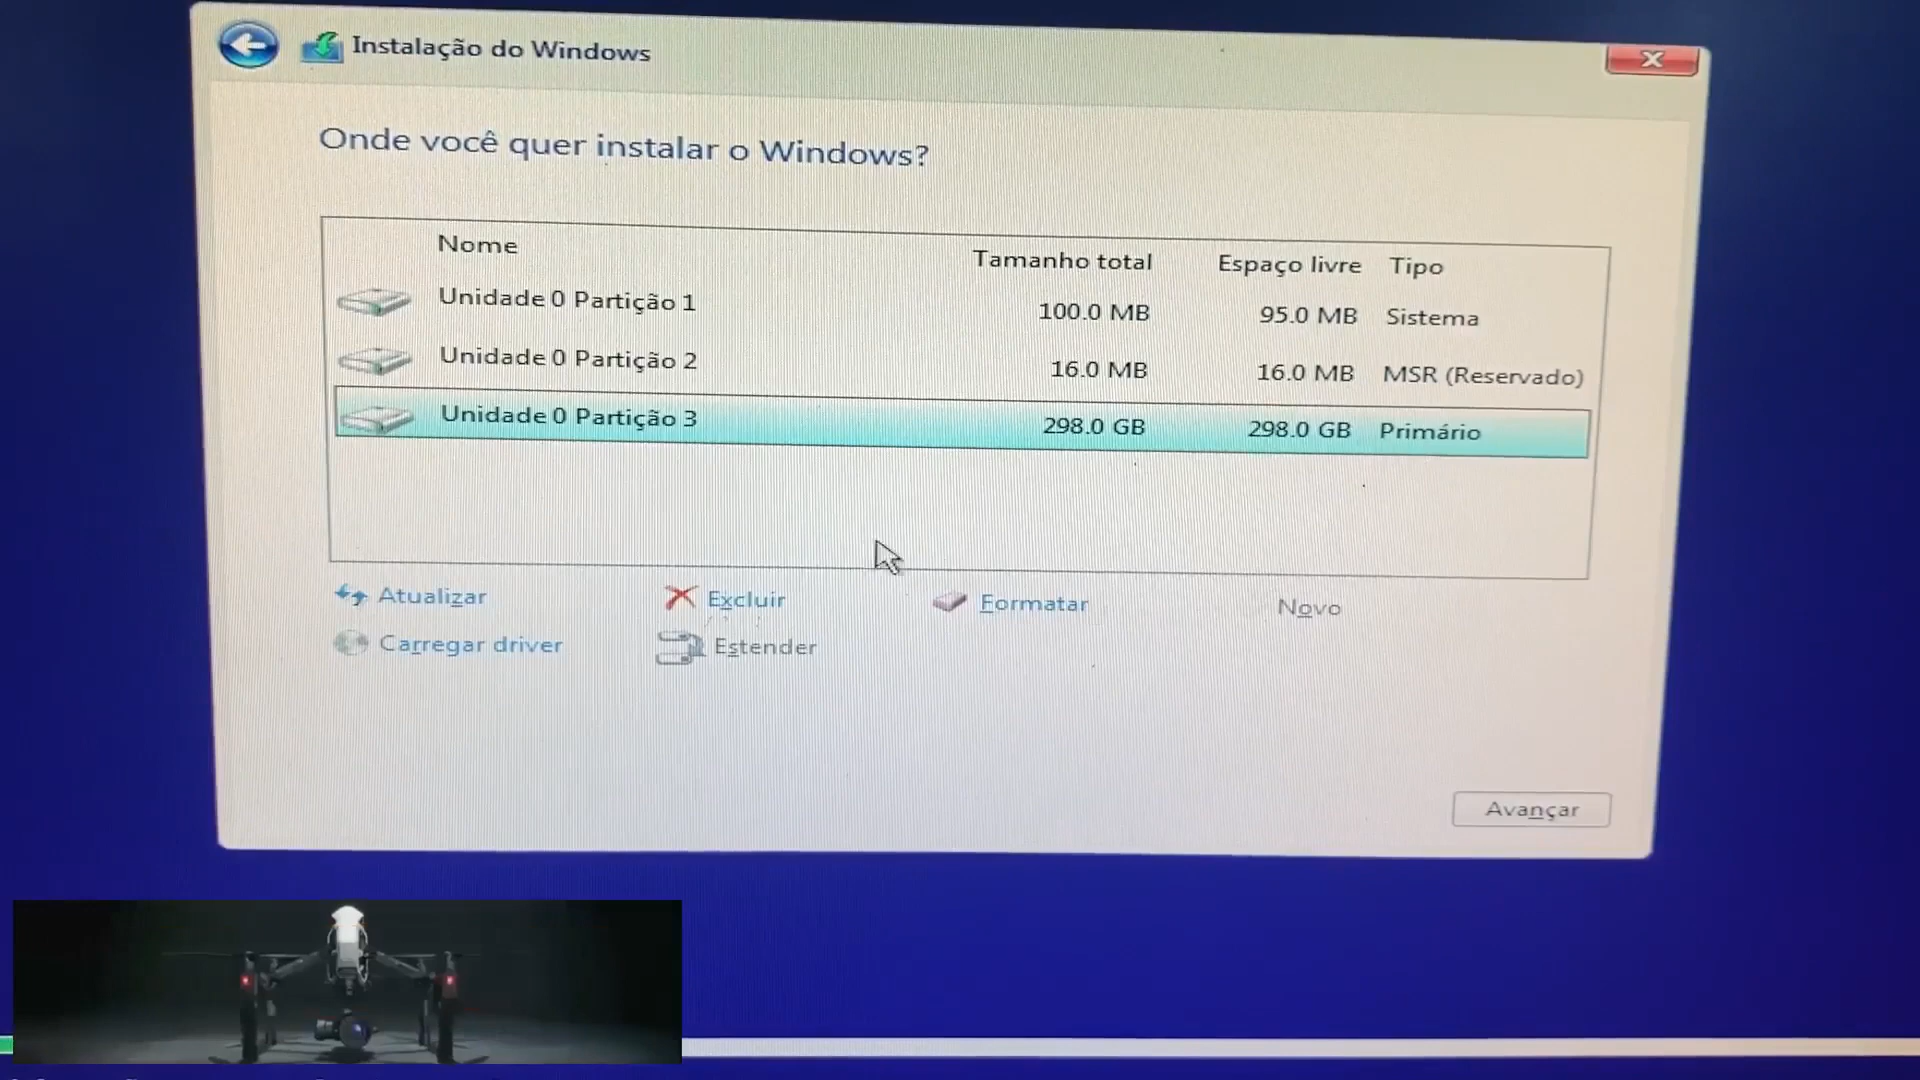 Instalação do Windows
Onde você quer instalar o Windows?
Nome Tamanho total Espaço livre Tipo
Unidade 0 Partição 1 100.0 MB 95.0 MB Sistema
Unidade 0 Partição 2 16.0 MB 16.0 MB MSR (Reservado)
Unidade 0 Partição 3 298.0 GB 298.0 GB Primário
Atualizar Excluir Formatar Novo
Carregar driver Estender
Avançar